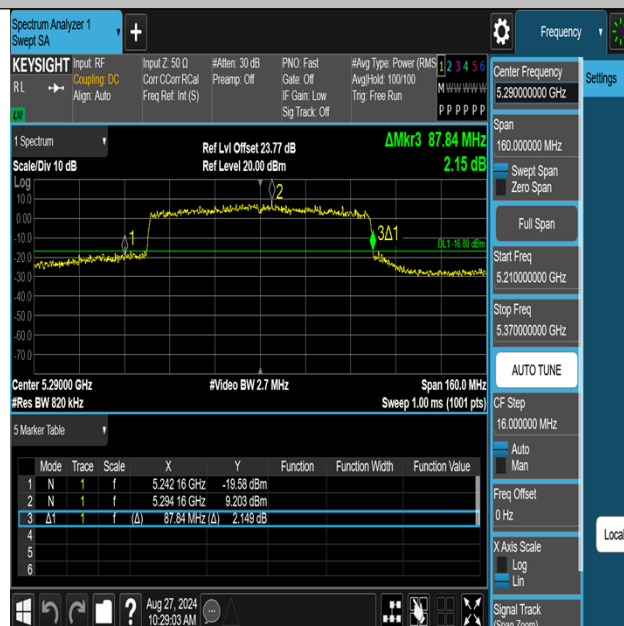 Spectrum Analyzer 1
Swept SA
+
Frequency
KEYSIGHT
RL
LXI
Input: RF
Coupling: DC
Align: Auto
Input Z: 50 Ω
Corr CCorr RCal
Freq Ref: Int (S)
#Atten: 30 dB
Preamp: Off
PNO: Fast
Gate: Off
IF Gain: Low
Sig Track: Off
#Avg Type: Power (RMS
Avg|Hold: 100/100
Trig: Free Run
1 2 3 4 5 6
M W W W W W
P P P P P P
1 Spectrum
Scale/Div 10 dB
Ref Lvl Offset 23.77 dB
Ref Level 20.00 dBm
ΔMkr3 87.84 MHz
2.15 dB
Log
10.0
0.00
-10.0
-20.0
-30.0
-40.0
-50.0
-60.0
-70.0
1
2
3Δ1
DL1 -16.80 dBm
Center 5.29000 GHz
#Video BW 2.7 MHz
Span 160.0 MHz
#Res BW 820 kHz
Sweep 1.00 ms (1001 pts)
5 Marker Table
Mode Trace Scale X Y Function Function Width Function Value
1 N 1 f 5.242 16 GHz -19.58 dBm
2 N 1 f 5.294 16 GHz 9.203 dBm
3 Δ1 1 f (Δ) 87.84 MHz (Δ) 2.149 dB
4
5
6
Aug 27, 2024
10:29:03 AM
?
Center Frequency
5.290000000 GHz
Settings
Span
160.000000 MHz
Swept Span
Zero Span
Full Span
Start Freq
5.210000000 GHz
Stop Freq
5.370000000 GHz
AUTO TUNE
CF Step
16.000000 MHz
Auto
Man
Freq Offset
0 Hz
Local
X Axis Scale
Log
Lin
Signal Track
(Span Zoom)